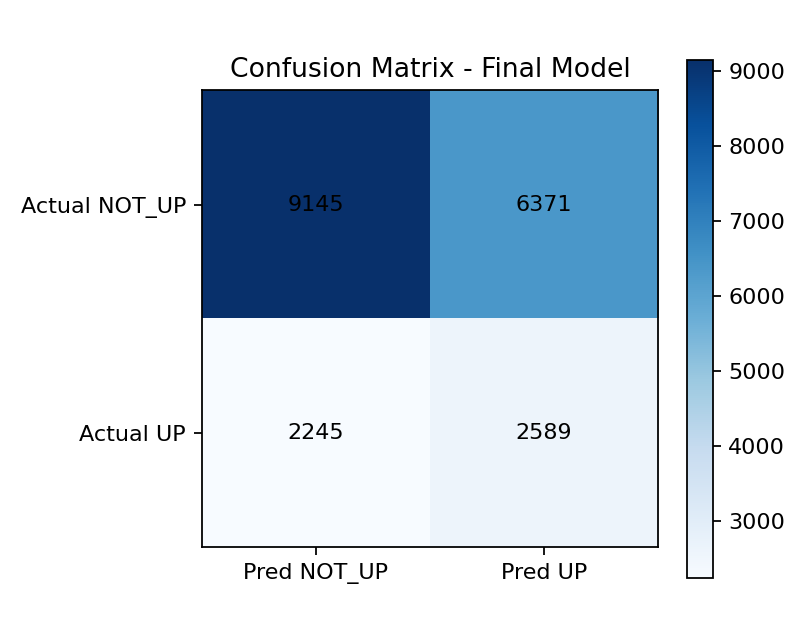 Confusion Matrix - Final Model
Actual NOT_UP
Actual UP
9145
6371
2245
2589
Pred NOT_UP
Pred UP
9000
8000
7000
6000
5000
4000
3000